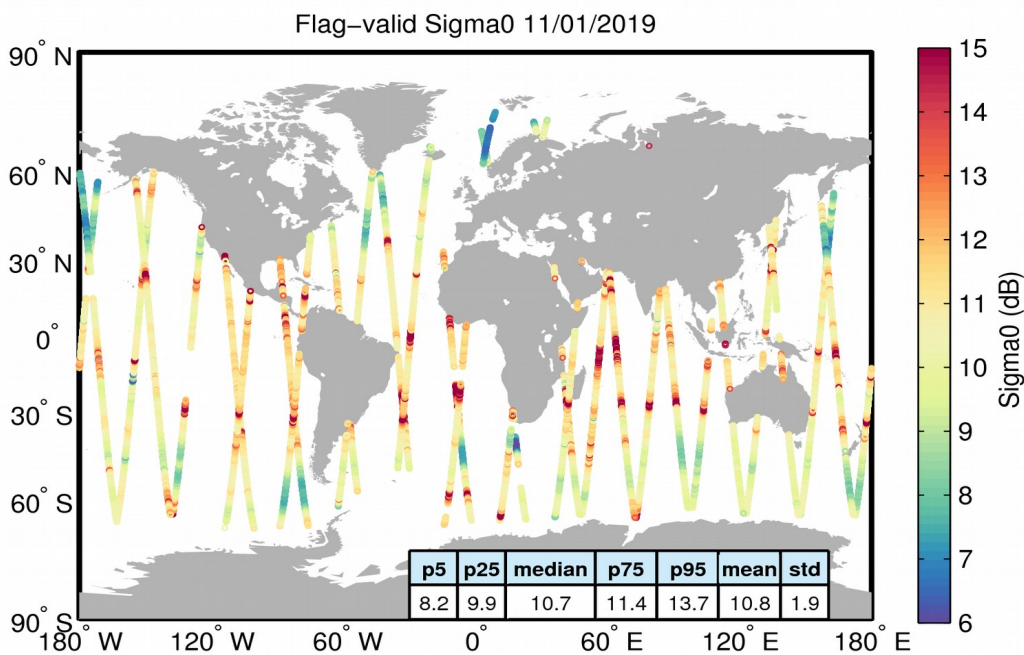 Flag−valid Sigma0 11/01/2019
90° N
60° N
30° N
0°
30° S
60° S
90° S
180° W
120° W
60° W
0°
60° E
120° E
180° E
15
14
13
12
11
10
9
8
7
6
Sigma0 (dB)
p5 p25 median p75 p95 mean std
8.2 9.9 10.7 11.4 13.7 10.8 1.9